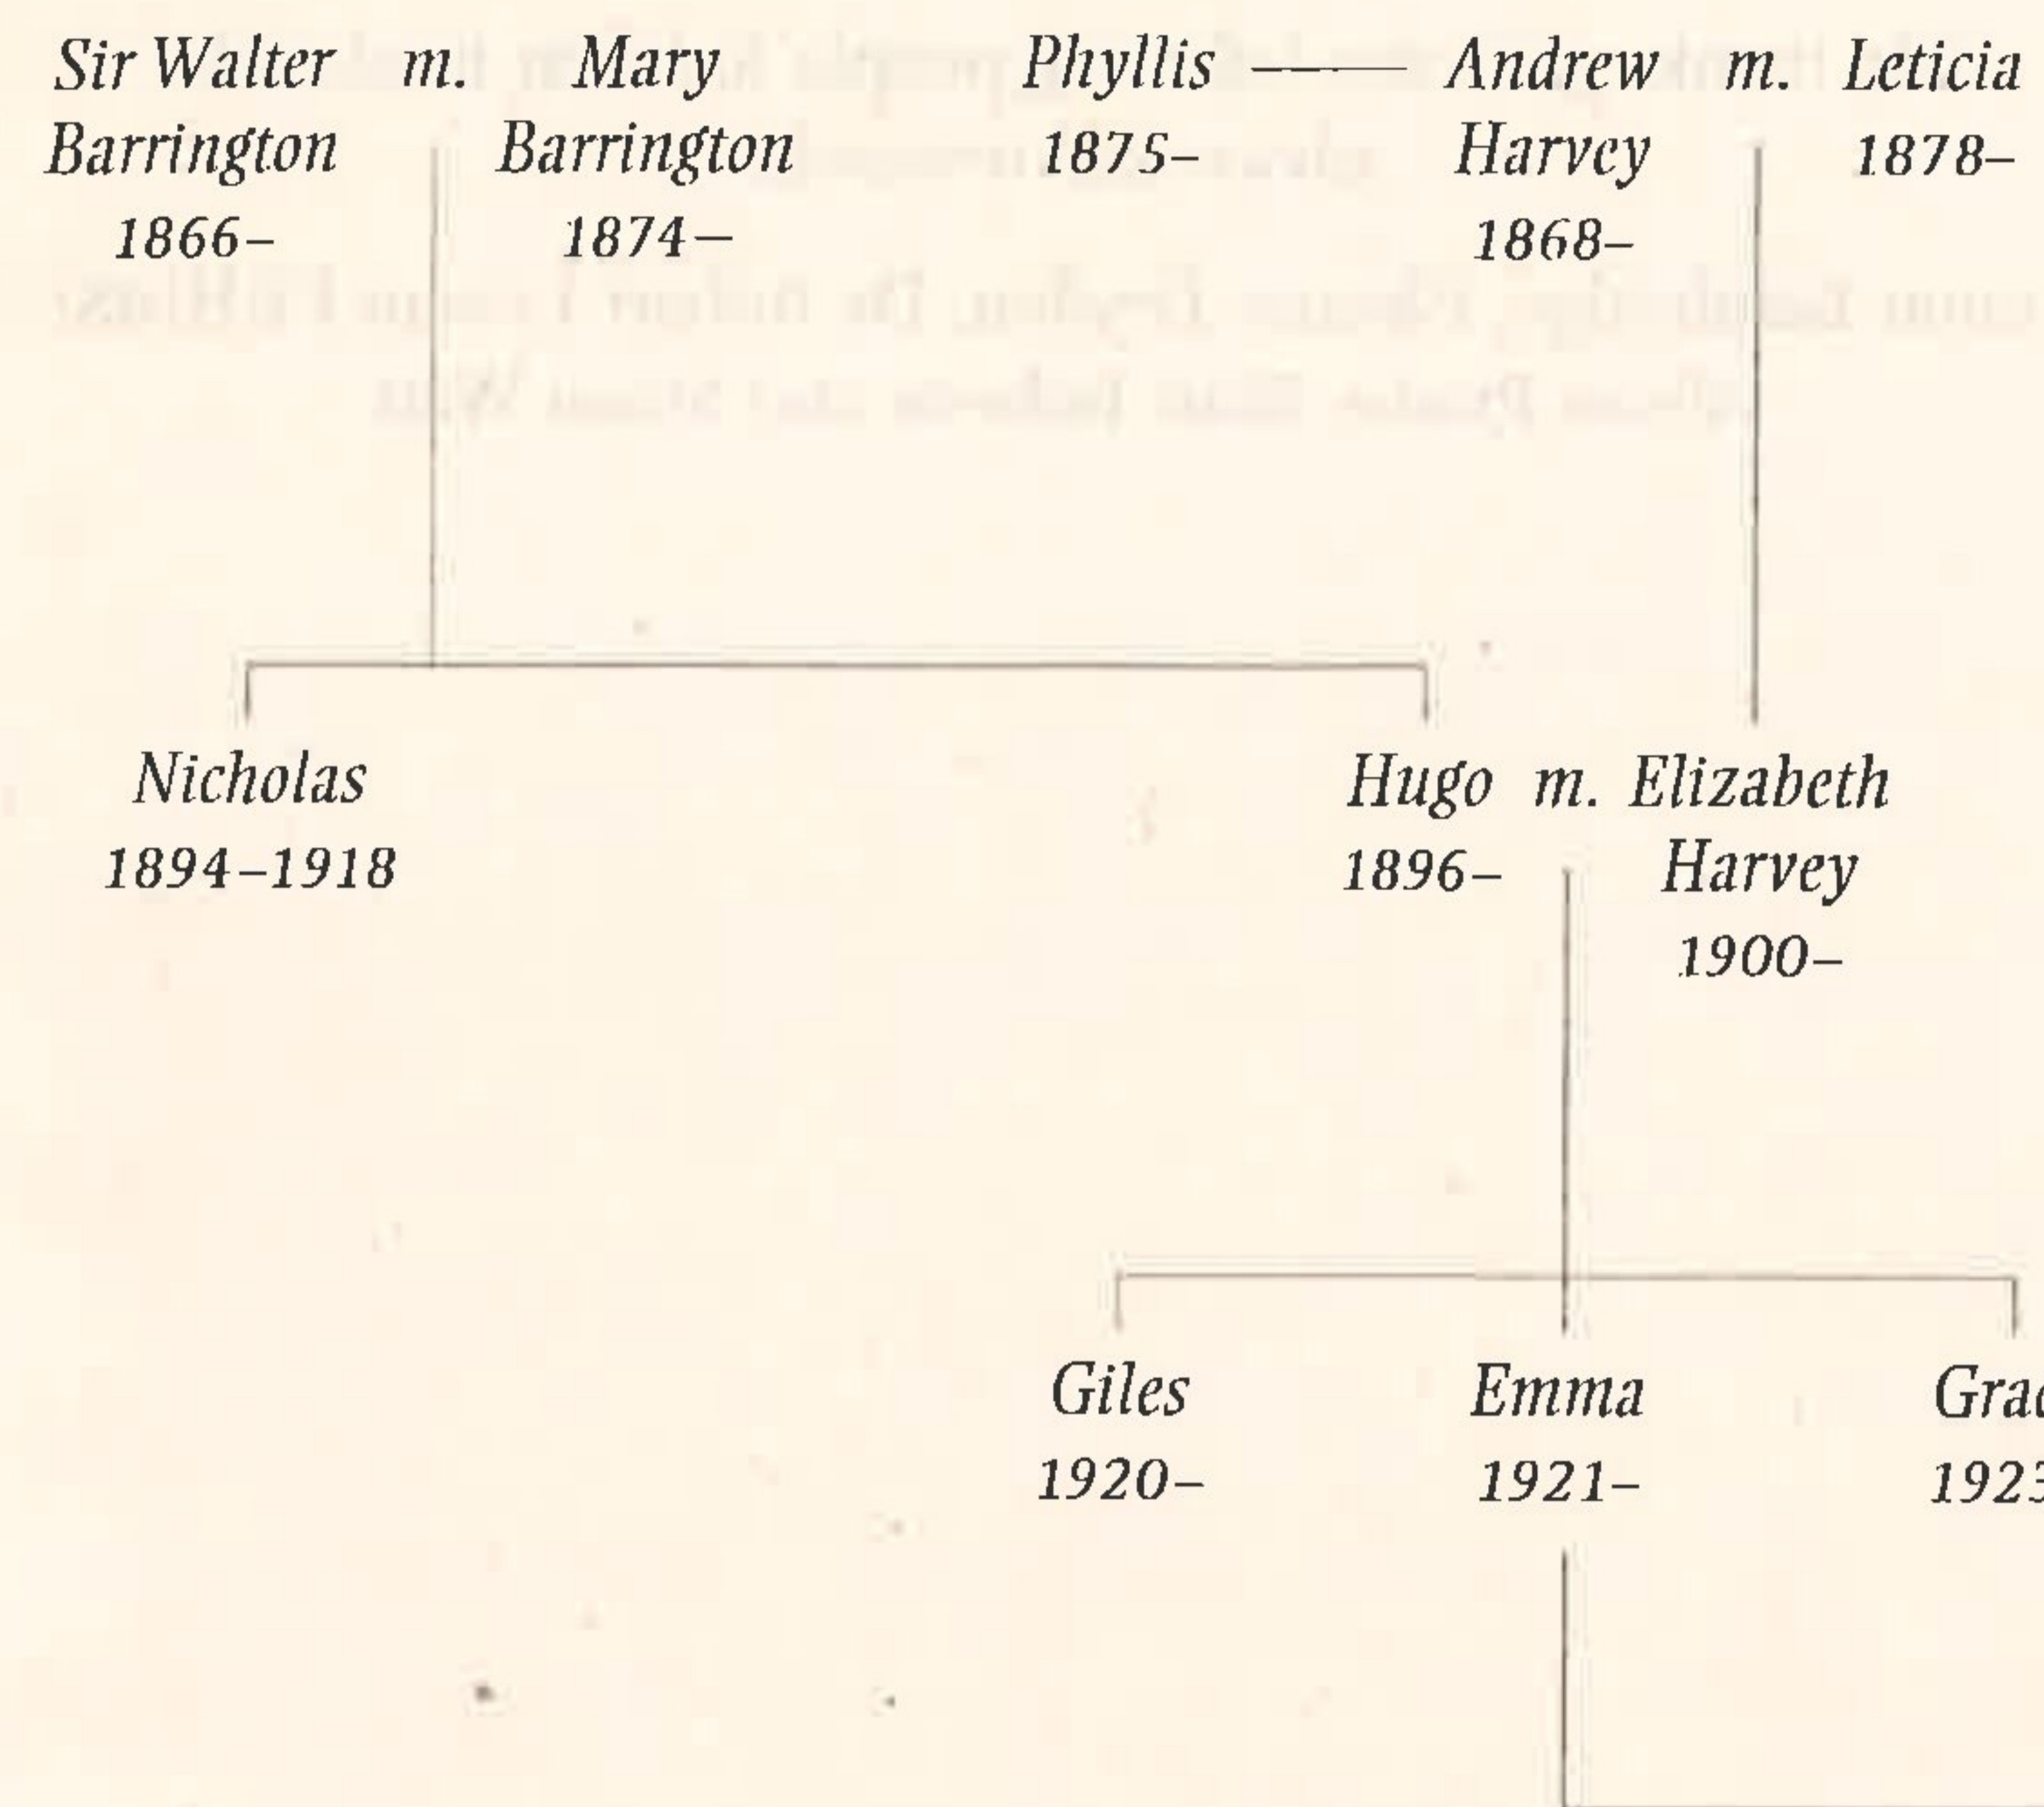 Sir Walter m. Mary Phyllis — Andrew m. Leticia
Barrington Barrington 1875– Harvey 1878–
1866– 1874– 1868–
Nicholas Hugo m. Elizabeth
1894–1918 1896– Harvey
1900–
Giles Emma
1920– 1921–